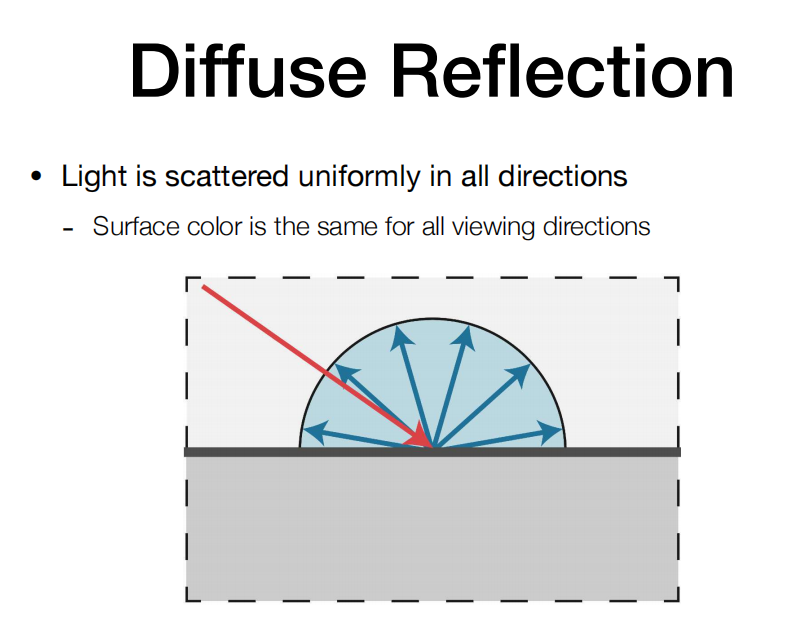 Diffuse Reflection
• Light is scattered uniformly in all directions
- Surface color is the same for all viewing directions